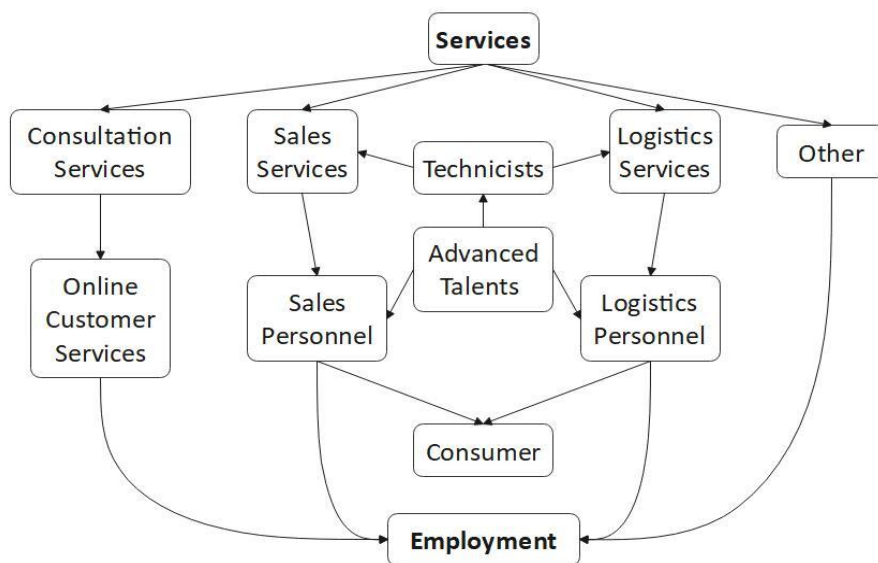 Services
Consultation
Services
Sales
Services
Technicists
Logistics
Services
Other
Advanced
Talents
Online
Customer
Services
Sales
Personnel
Logistics
Personnel
Consumer
Employment